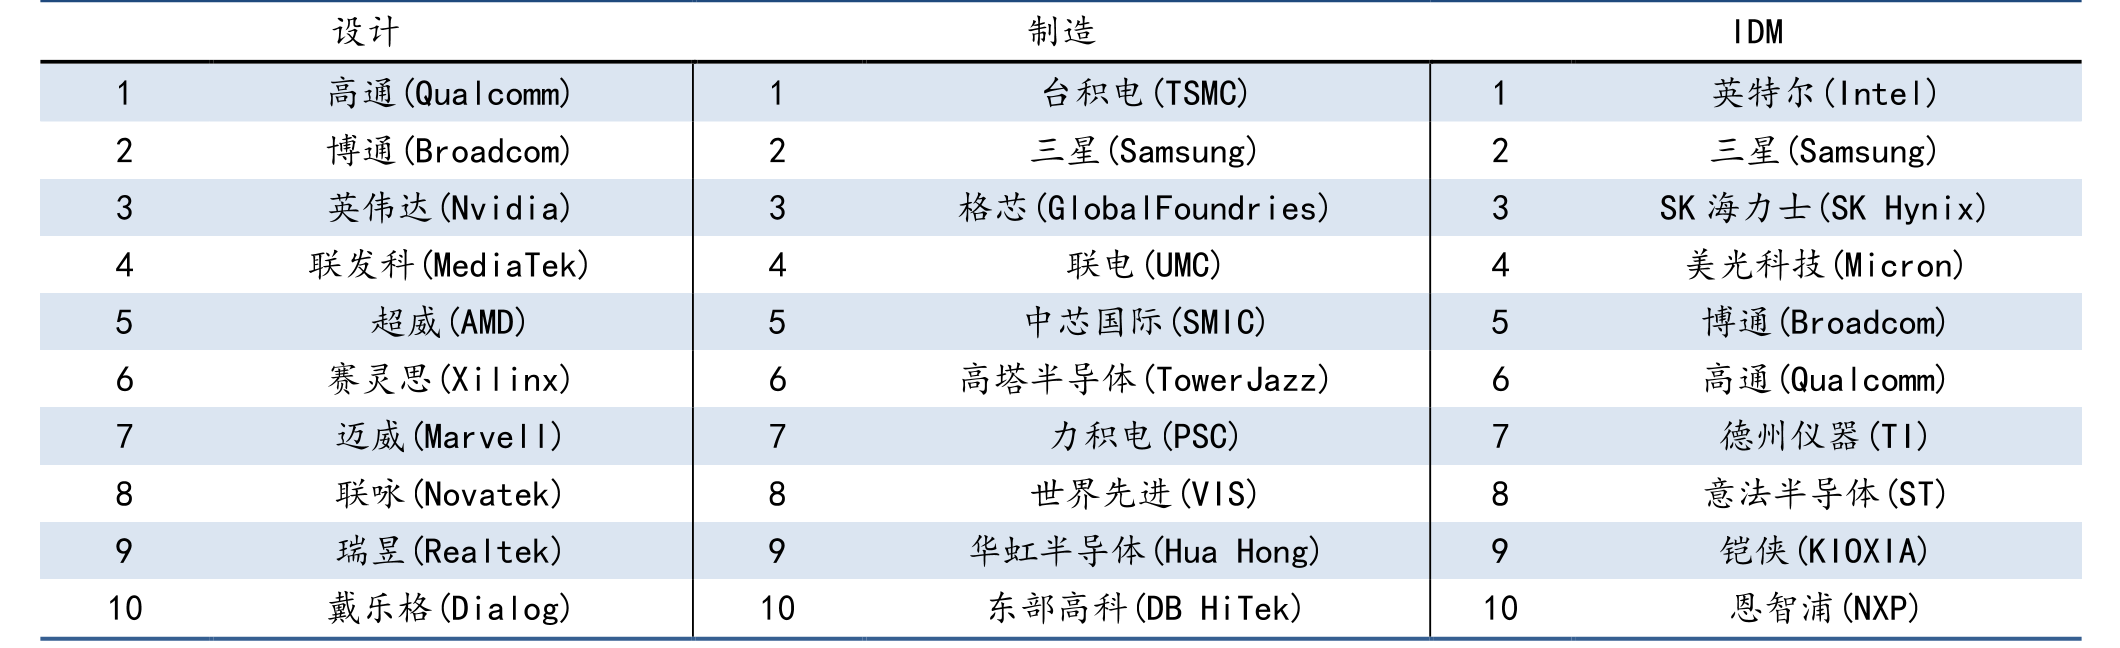 设计 制造 IDM
1 高通(Qualcomm) 1 台积电(TSMC) 1 英特尔(Intel)
2 博通(Broadcom) 2 三星(Samsung) 2 三星(Samsung)
3 英伟达(Nvidia) 3 格芯(GlobalFoundries) 3 SK 海力士(SK Hynix)
4 联发科(MediaTek) 4 联电(UMC) 4 美光科技(Micron)
5 超威(AMD) 5 中芯国际(SMIC) 5 博通(Broadcom)
6 赛灵思(Xilinx) 6 高塔半导体(TowerJazz) 6 高通(Qualcomm)
7 迈威(Marvell) 7 力积电(PSC) 7 德州仪器(TI)
8 联咏(Novatek) 8 世界先进(VIS) 8 意法半导体(ST)
9 瑞昱(Realtek) 9 华虹半导体(Hua Hong) 9 铠侠(KIOXIA)
10 戴乐格(Dialog) 10 东部高科(DB HiTek) 10 恩智浦(NXP)